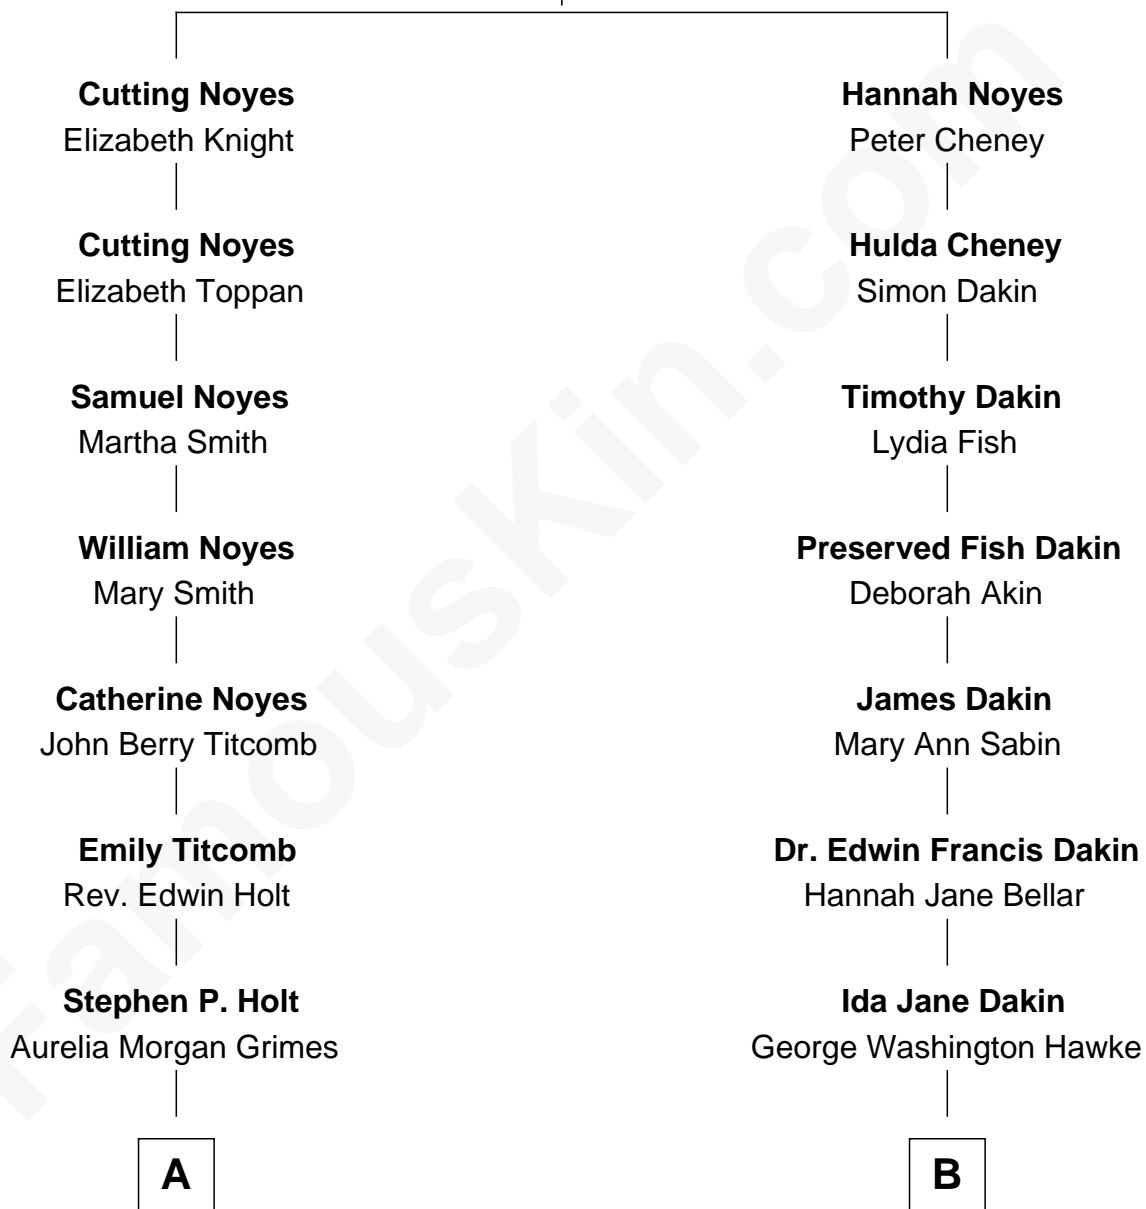 Cutting Noyes
Elizabeth Knight
Cutting Noyes
Elizabeth Toppan
Samuel Noyes
Martha Smith
William Noyes
Mary Smith
Catherine Noyes
John Berry Titcomb
Emily Titcomb
Rev. Edwin Holt
Stephen P. Holt
Aurelia Morgan Grimes
A
Hannah Noyes
Peter Cheney
Hulda Cheney
Simon Dakin
Timothy Dakin
Lydia Fish
Preserved Fish Dakin
Deborah Akin
James Dakin
Mary Ann Sabin
Dr. Edwin Francis Dakin
Hannah Jane Bellar
Ida Jane Dakin
George Washington Hawke
B
FamousKin.com